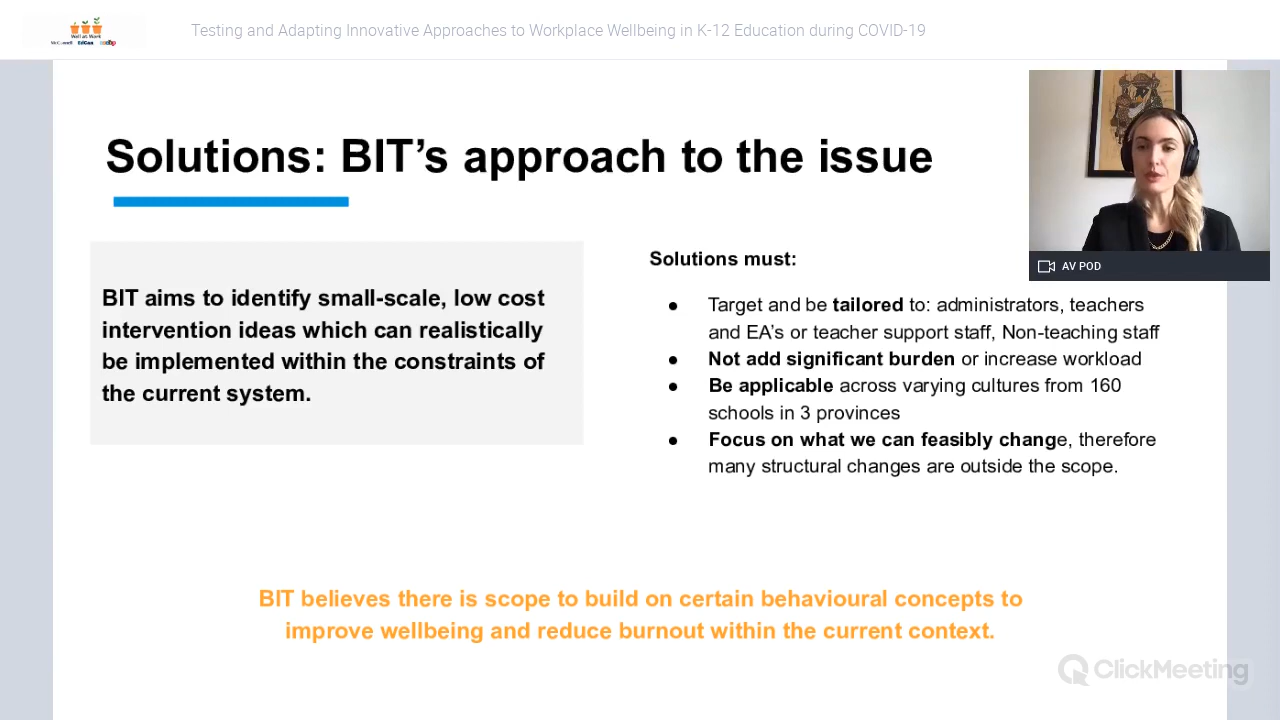 Well at Work
McConnell EdCan
Testing and Adapting Innovative Approaches to Workplace Wellbeing in K-12 Education during COVID-19
Solutions: BIT's approach to the issue
AV POD
BIT aims to identify small-scale, low cost
intervention ideas which can realistically
be implemented within the constraints of
the current system.
Solutions must:
● Target and be tailored to: administrators, teachers
and EA's or teacher support staff, Non-teaching staff
● Not add significant burden or increase workload
● Be applicable across varying cultures from 160
schools in 3 provinces
● Focus on what we can feasibly change, therefore
many structural changes are outside the scope.
BIT believes there is scope to build on certain behavioural concepts to
improve wellbeing and reduce burnout within the current context.
ClickMeeting